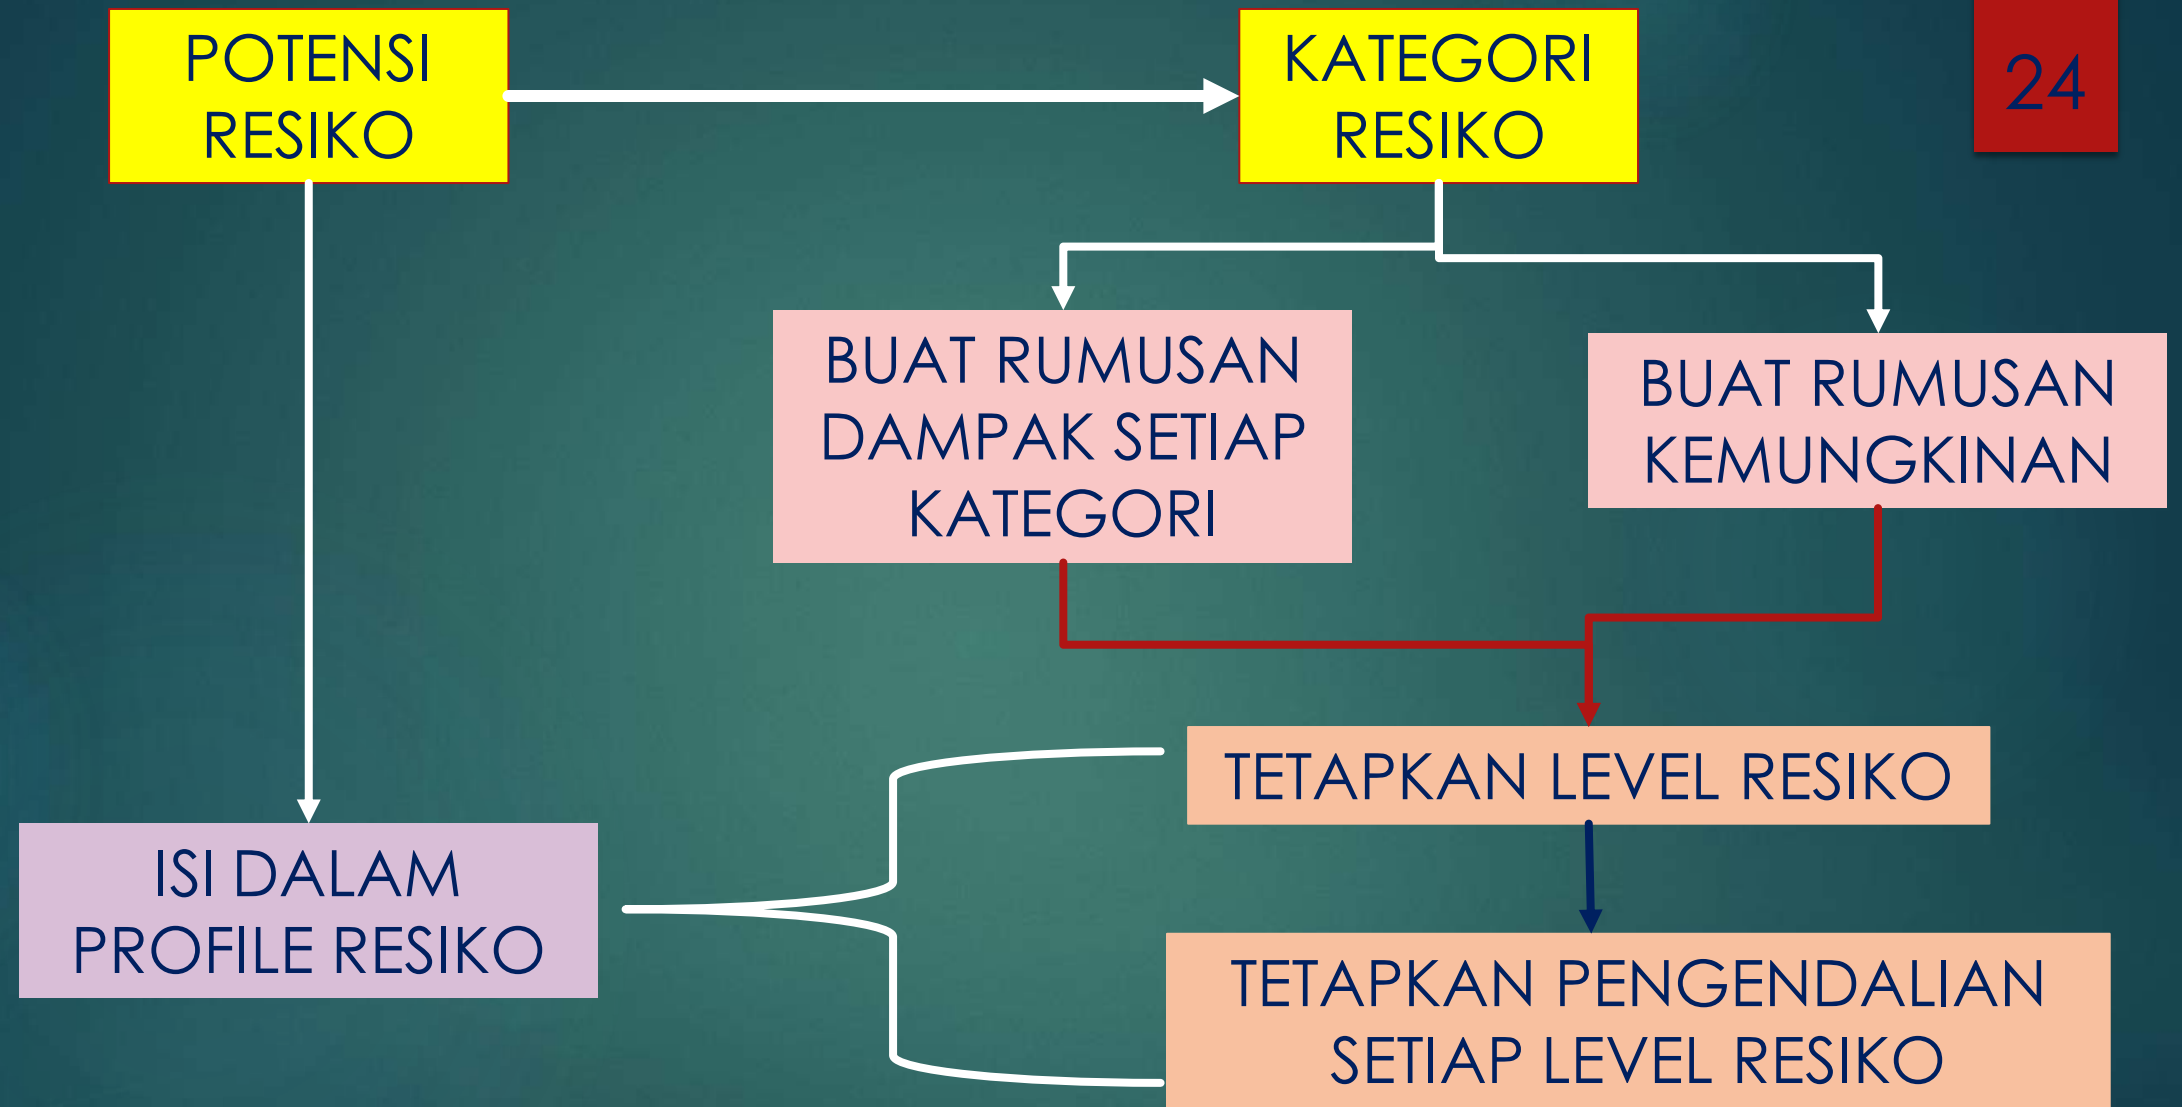 POTENSI
RESIKO
KATEGORI
RESIKO
24
BUAT RUMUSAN
DAMPAK SETIAP
KATEGORI
BUAT RUMUSAN
KEMUNGKINAN
TETAPKAN LEVEL RESIKO
ISI DALAM
PROFILE RESIKO
TETAPKAN PENGENDALIAN
SETIAP LEVEL RESIKO